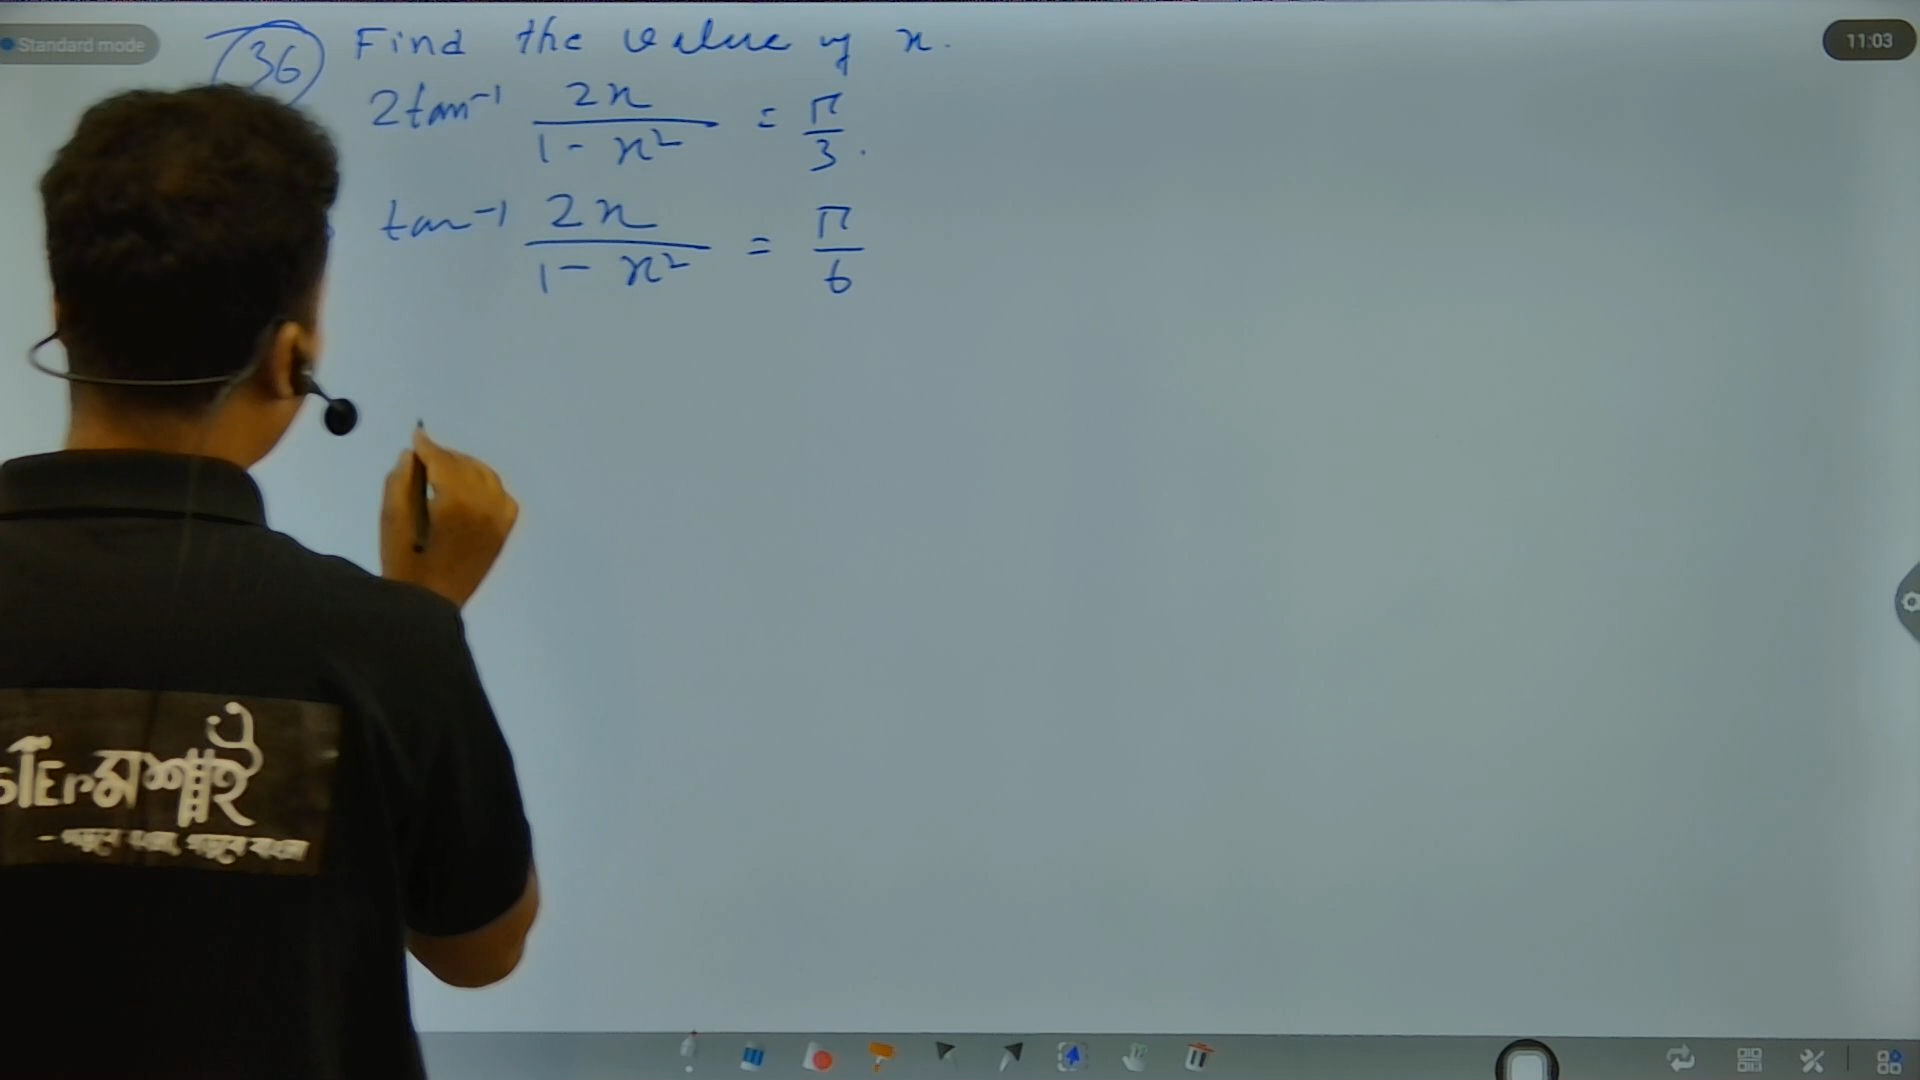 Standard mode
11:03
36 Find the value of x.
2tan⁻¹ 2x/(1 - x²) = π/3.
tan⁻¹ 2x/(1 - x²) = π/6
মশাই